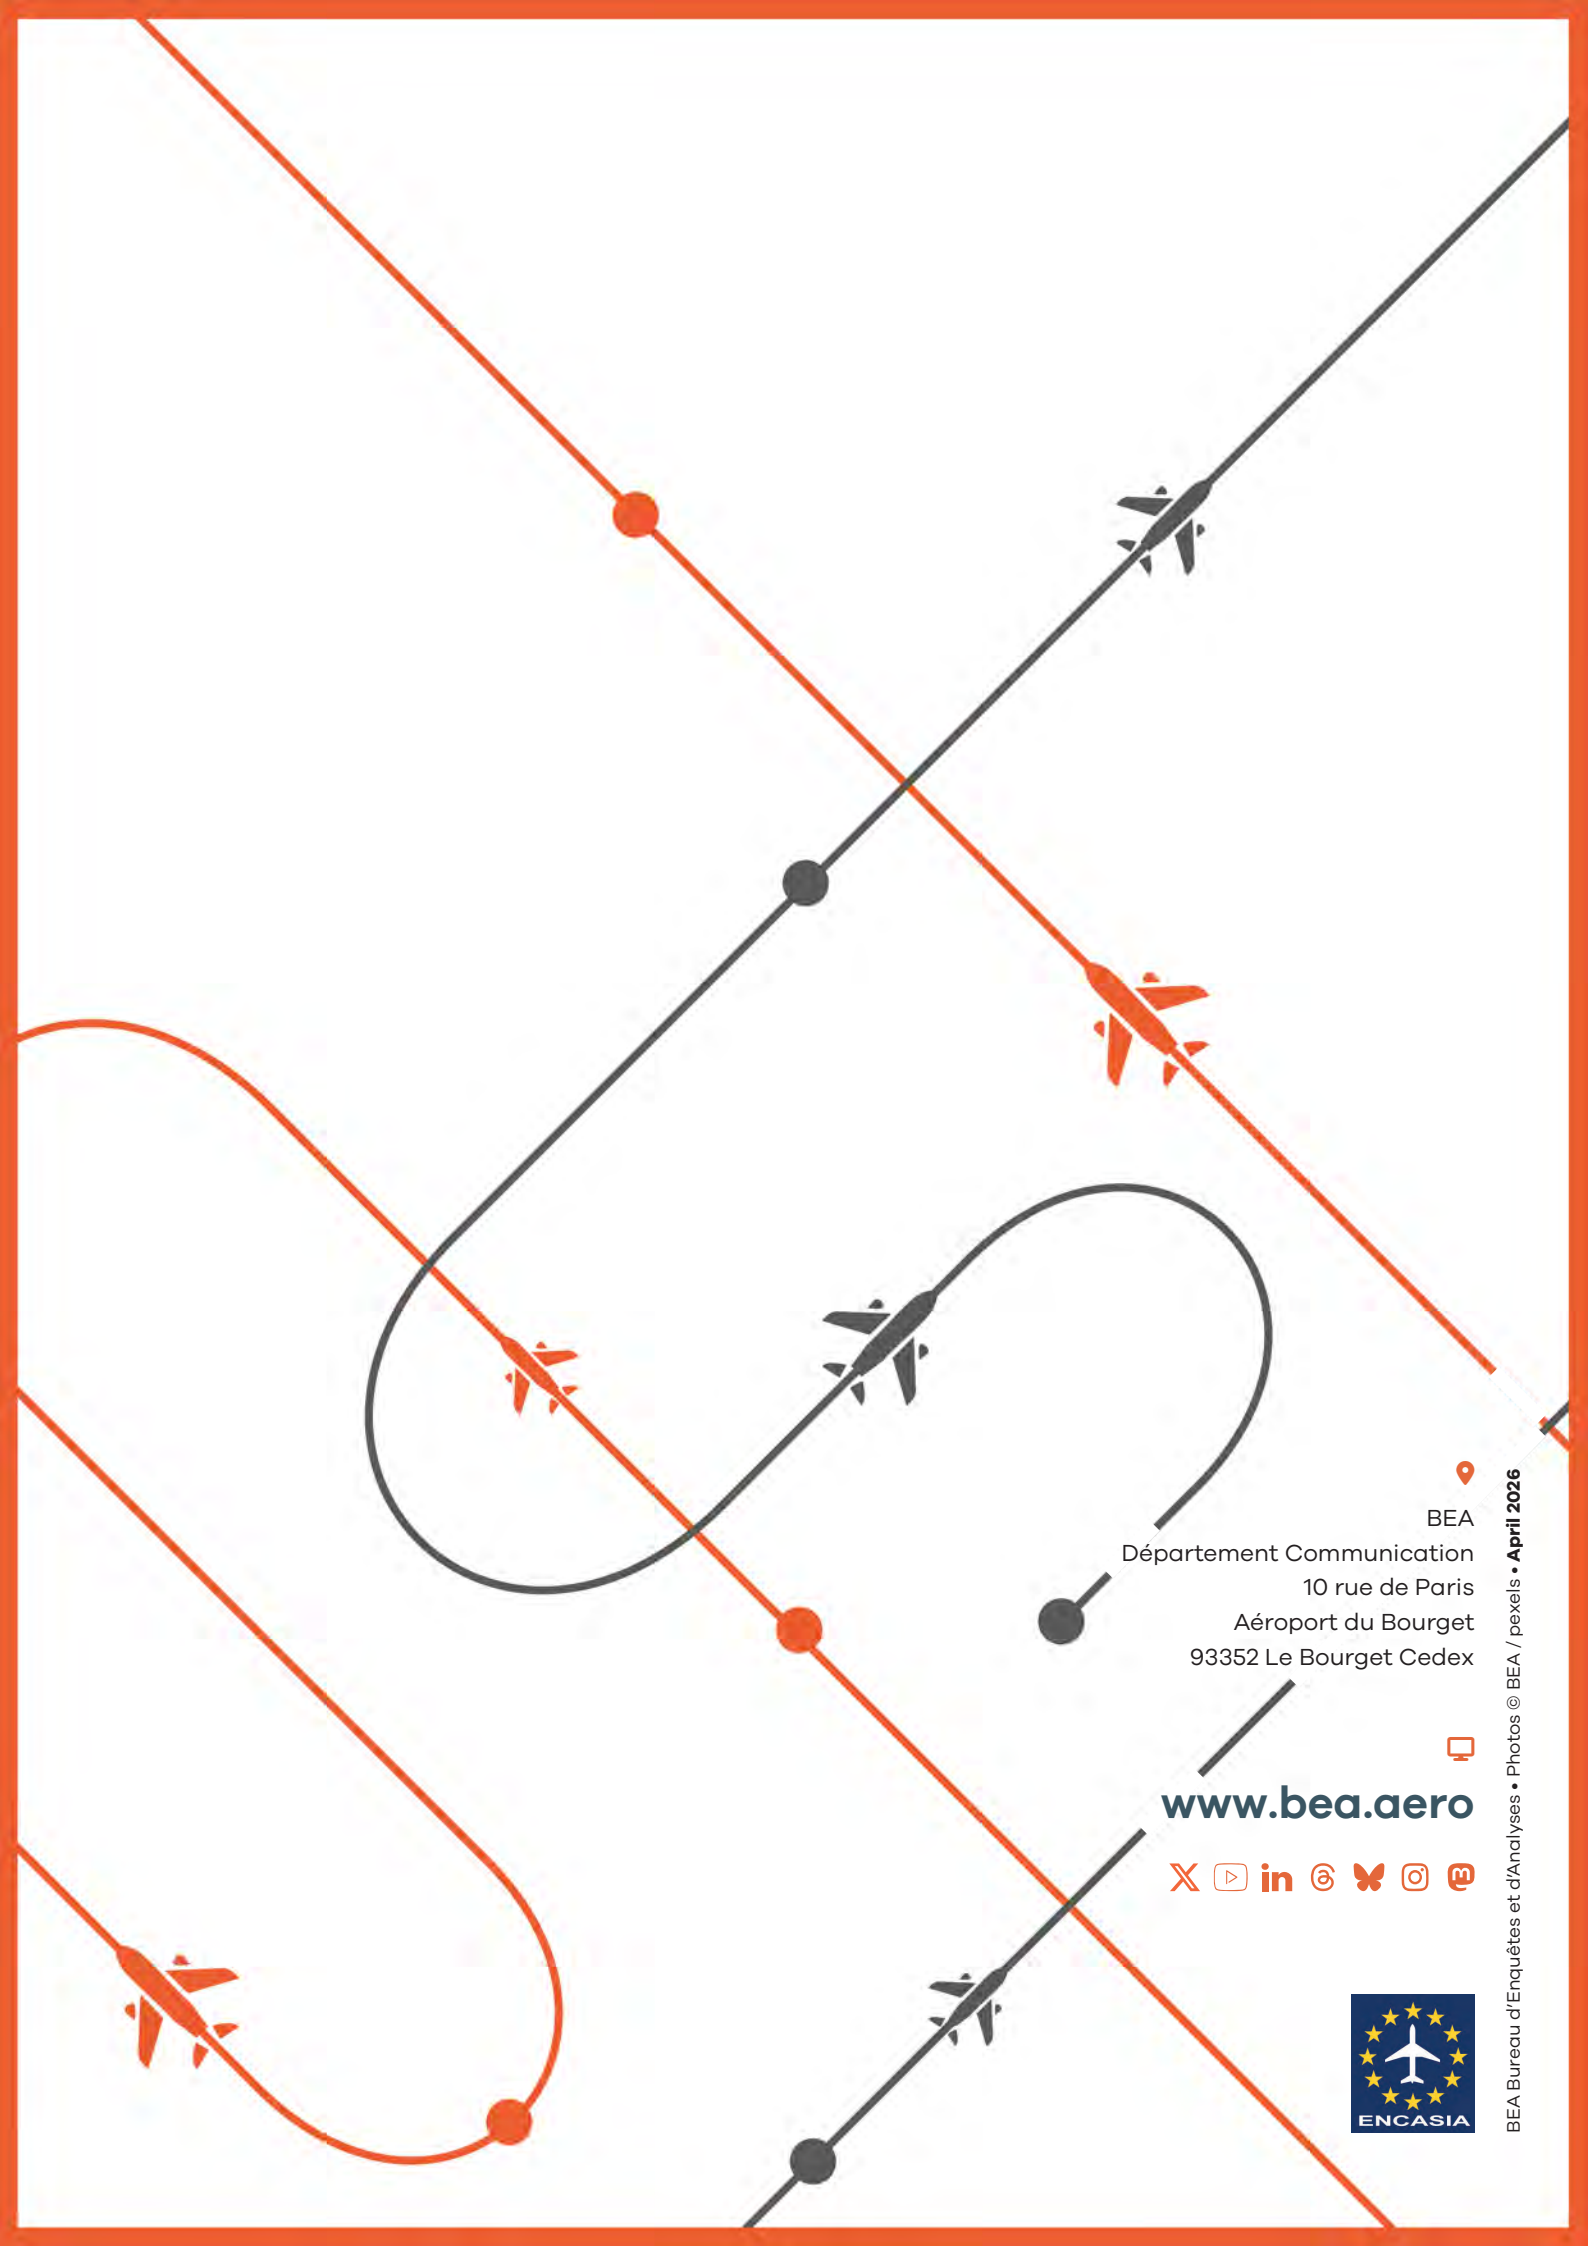 BEA
Département Communication
10 rue de Paris
Aéroport du Bourget
93352 Le Bourget Cedex
www.bea.aero
ENCASIA
BEA Bureau d'Enquêtes et d'Analyses • Photos © BEA / pexels • April 2026